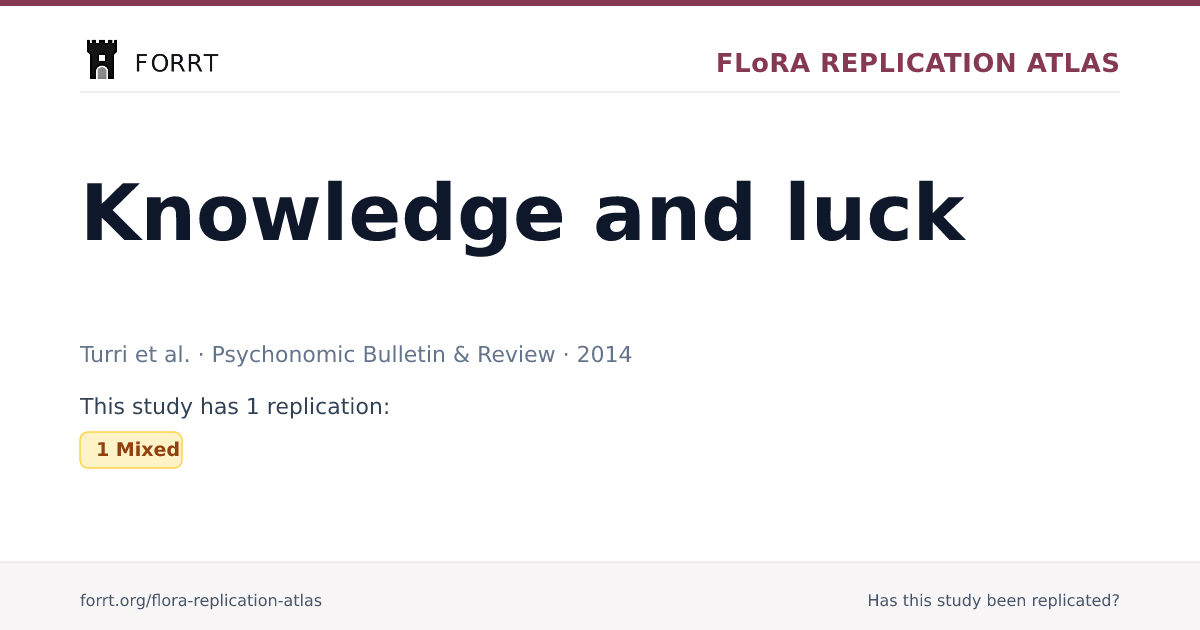 FORRT
FLoRA REPLICATION ATLAS
Knowledge and luck
Turri et al. · Psychonomic Bulletin & Review · 2014
This study has 1 replication:
1 Mixed
forrt.org/flora-replication-atlas
Has this study been replicated?